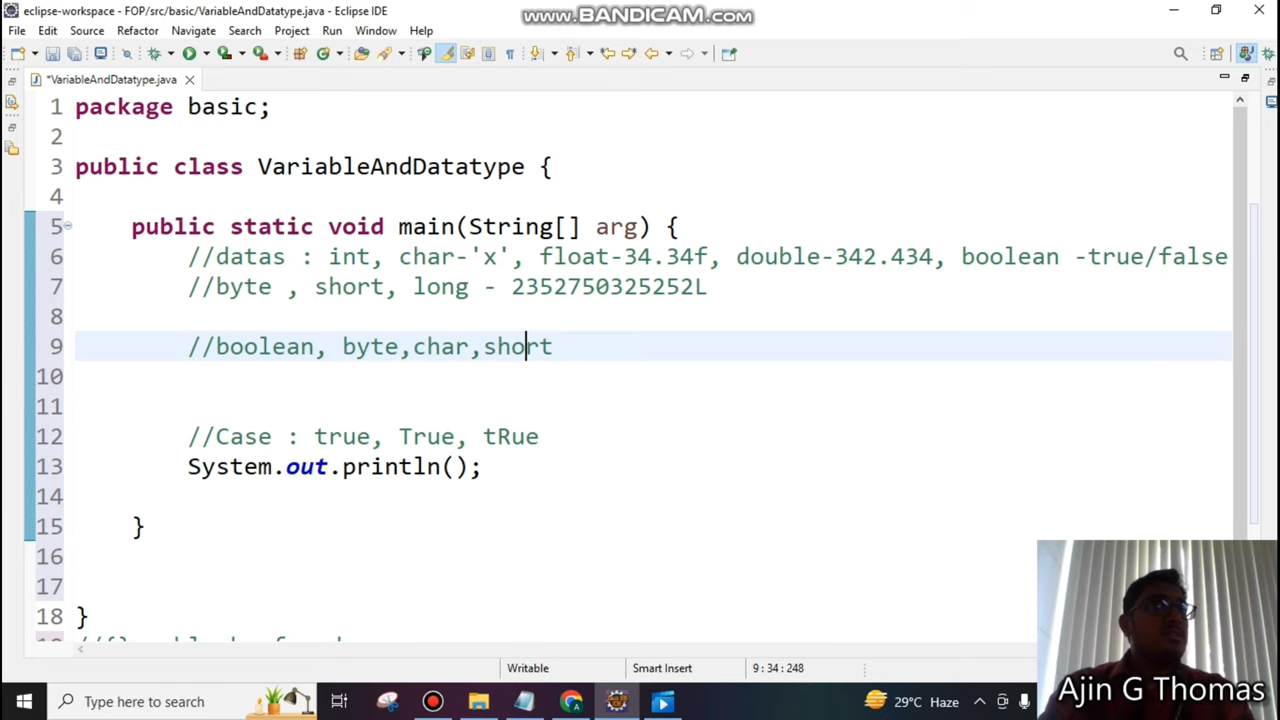 eclipse-workspace - FOP/src/basic/VariableAndDatatype.java - Eclipse IDE
www.BANDICAM.com
File Edit Source Refactor Navigate Search Project Run Window Help
*VariableAndDatatype.java
1 package basic;
2
3 public class VariableAndDatatype {
4
5 public static void main(String[] arg) {
6 //datas : int, char-'x', float-34.34f, double-342.434, boolean -true/false
7 //byte , short, long - 2352750325252L
8
9 //boolean, byte,char,short
10
11
12 //Case : true, True, tRue
13 System.out.println();
14
15 }
16
17
18 }
Writable Smart Insert 9 : 34 : 248
Type here to search
29°C Haze
Ajin G Thomas